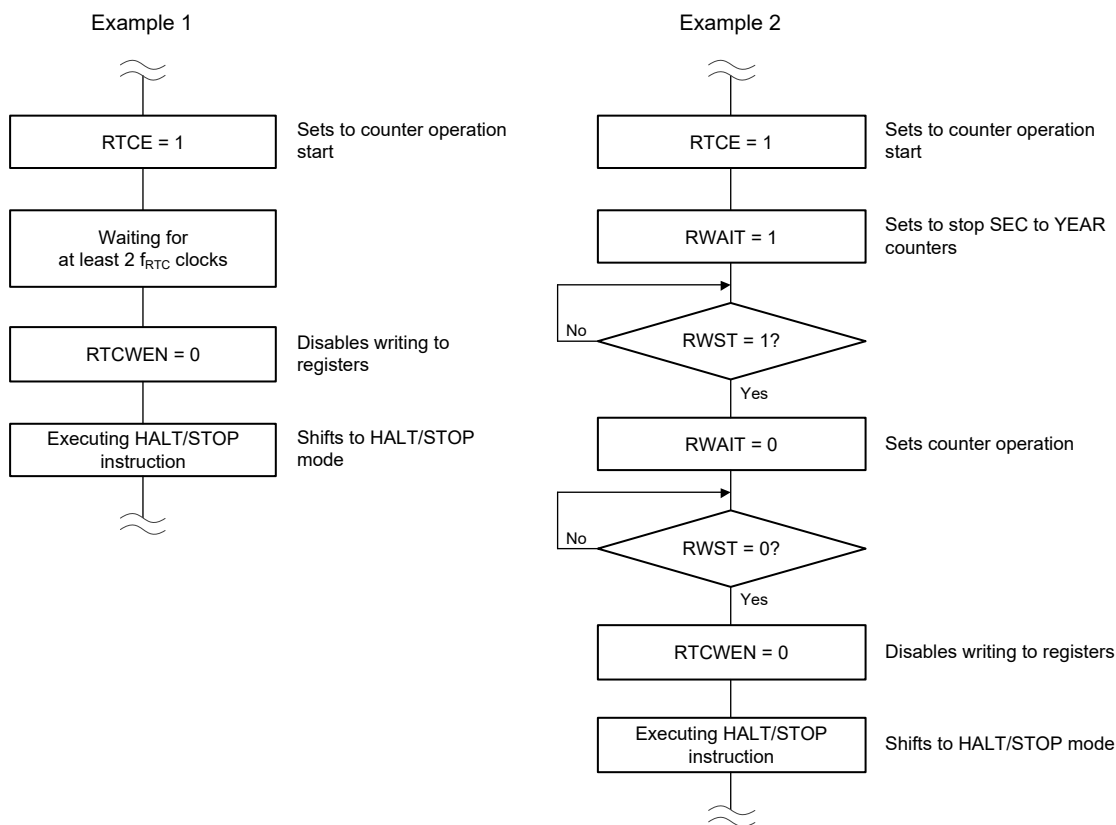 Example 1
RTCE = 1
Sets to counter operation
start
Waiting for
at least 2 fRTC clocks
RTCWEN = 0
Disables writing to
registers
Executing HALT/STOP
instruction
Shifts to HALT/STOP
mode
Example 2
RTCE = 1
Sets to counter operation
start
RWAIT = 1
Sets to stop SEC to YEAR
counters
No
RWST = 1?
Yes
RWAIT = 0
Sets counter operation
No
RWST = 0?
Yes
RTCWEN = 0
Disables writing to registers
Executing HALT/STOP
instruction
Shifts to HALT/STOP mode